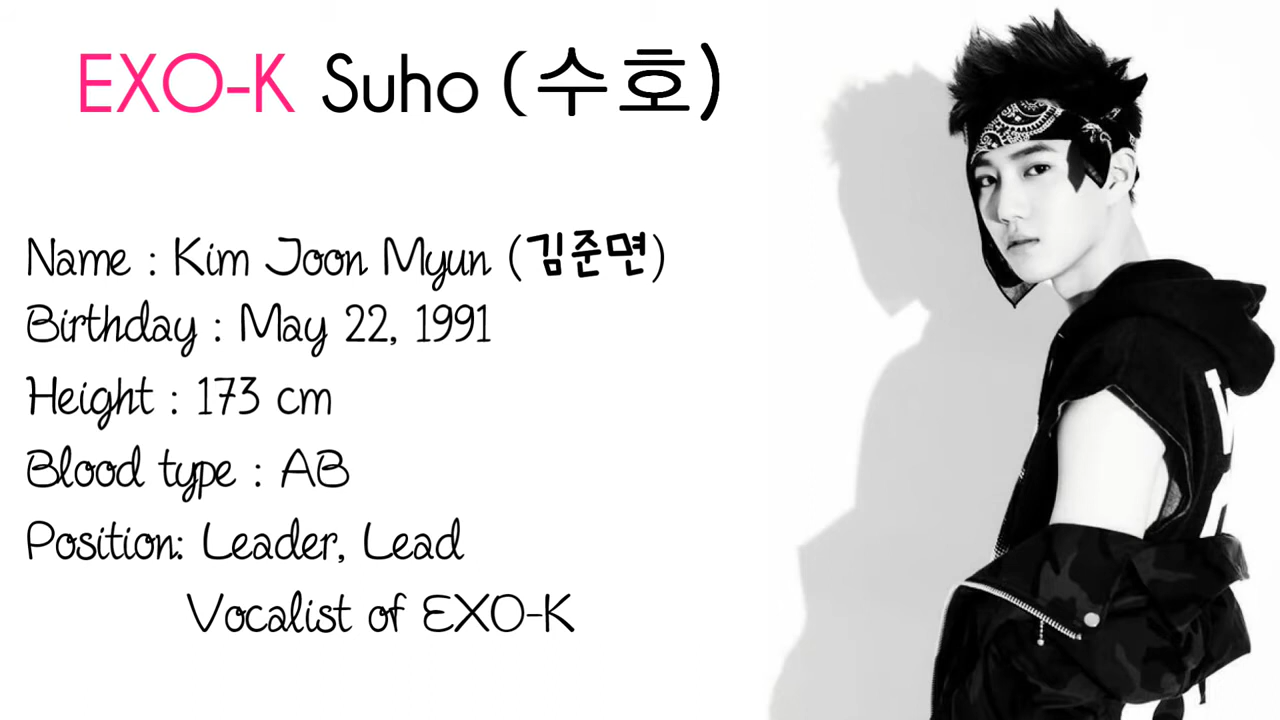 EXO-K Suho (수호)
Name : Kim Joon Myun (김준면)
Birthday : May 22, 1991
Height : 173 cm
Blood type : AB
Position: Leader, Lead
Vocalist of EXO-K